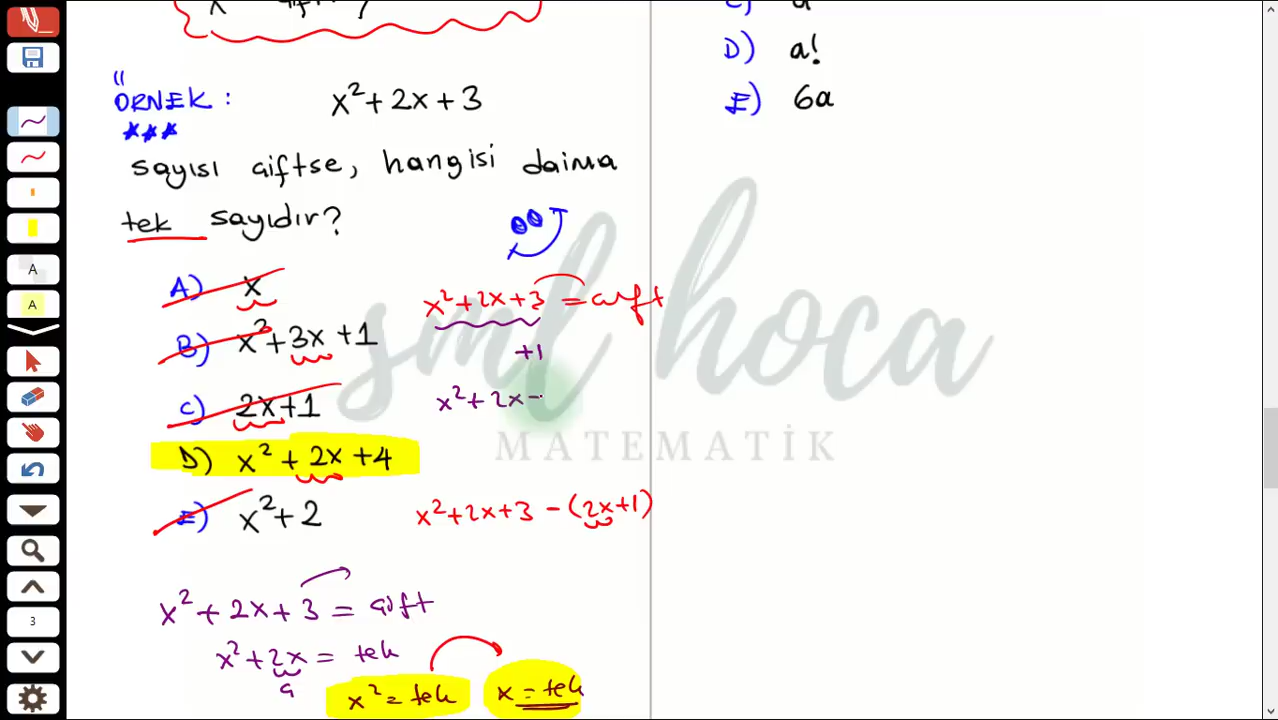 ÖRNEK : x²+ 2x + 3
sayısı çiftse, hangisi daima
tek sayıdır?
A) x
B) x²+ 3x +1
C) 2x+1
D) x² + 2x +4
E) x²+ 2
x²+2x+3 = çift
+1
x²+ 2x -
x²+2x+3 - (2x+1)
x² + 2x + 3 = çift
x² + 2x = tek
ç
x² = tek
x = tek
D) a!
E) 6a
sml hoca
MATEMATİK
3
A
A